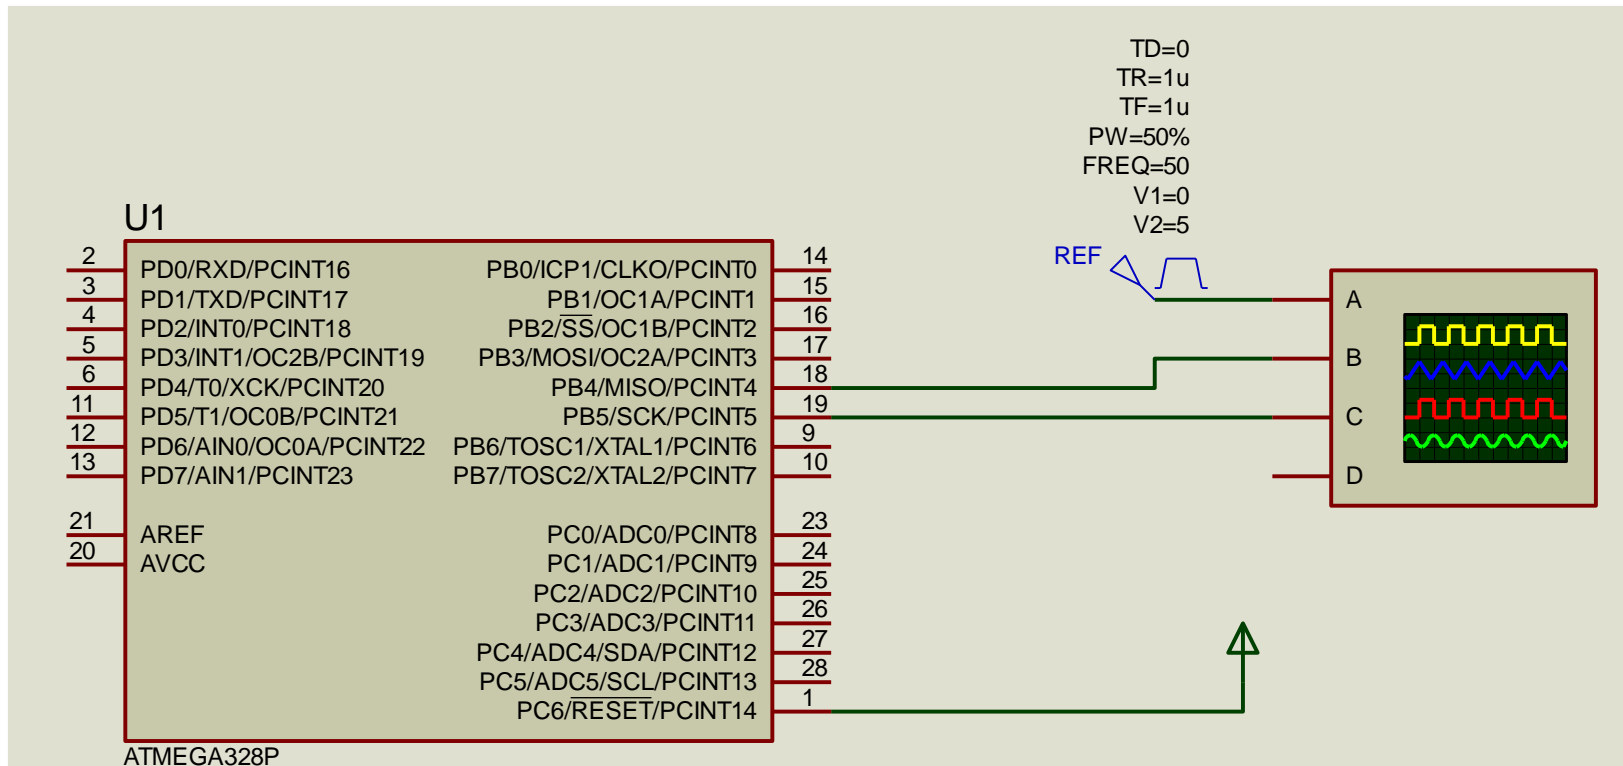 TD=0
TR=1u
TF=1u
PW=50%
FREQ=50
V1=0
V2=5
REF
U1
2 PD0/RXD/PCINT16 PB0/ICP1/CLKO/PCINT0 14
3 PD1/TXD/PCINT17 PB1/OC1A/PCINT1 15
4 PD2/INT0/PCINT18 PB2/SS/OC1B/PCINT2 16
5 PD3/INT1/OC2B/PCINT19 PB3/MOSI/OC2A/PCINT3 17
6 PD4/T0/XCK/PCINT20 PB4/MISO/PCINT4 18
11 PD5/T1/OC0B/PCINT21 PB5/SCK/PCINT5 19
12 PD6/AIN0/OC0A/PCINT22 PB6/TOSC1/XTAL1/PCINT6 9
13 PD7/AIN1/PCINT23 PB7/TOSC2/XTAL2/PCINT7 10
21 AREF PC0/ADC0/PCINT8 23
20 AVCC PC1/ADC1/PCINT9 24
PC2/ADC2/PCINT10 25
PC3/ADC3/PCINT11 26
PC4/ADC4/SDA/PCINT12 27
PC5/ADC5/SCL/PCINT13 28
PC6/RESET/PCINT14 1
ATMEGA328P
A
B
C
D